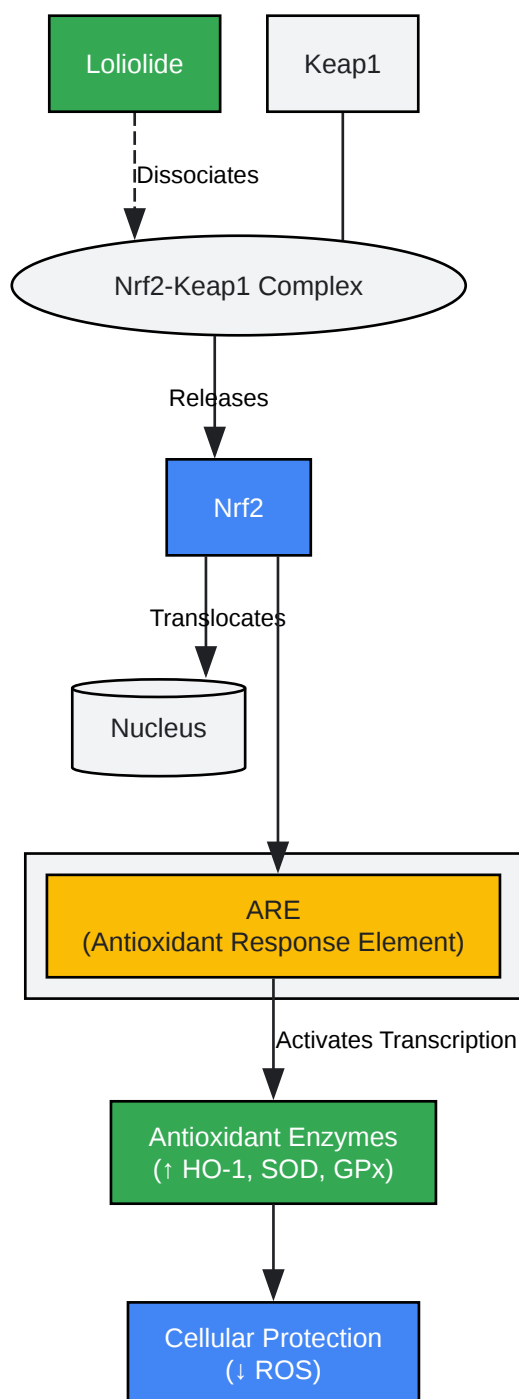 Loliolide
Keap1
Dissociates
Nrf2-Keap1 Complex
Releases
Nrf2
Translocates
Nucleus
ARE
(Antioxidant Response Element)
Activates Transcription
Antioxidant Enzymes
(↑ HO-1, SOD, GPx)
Cellular Protection
(↓ ROS)